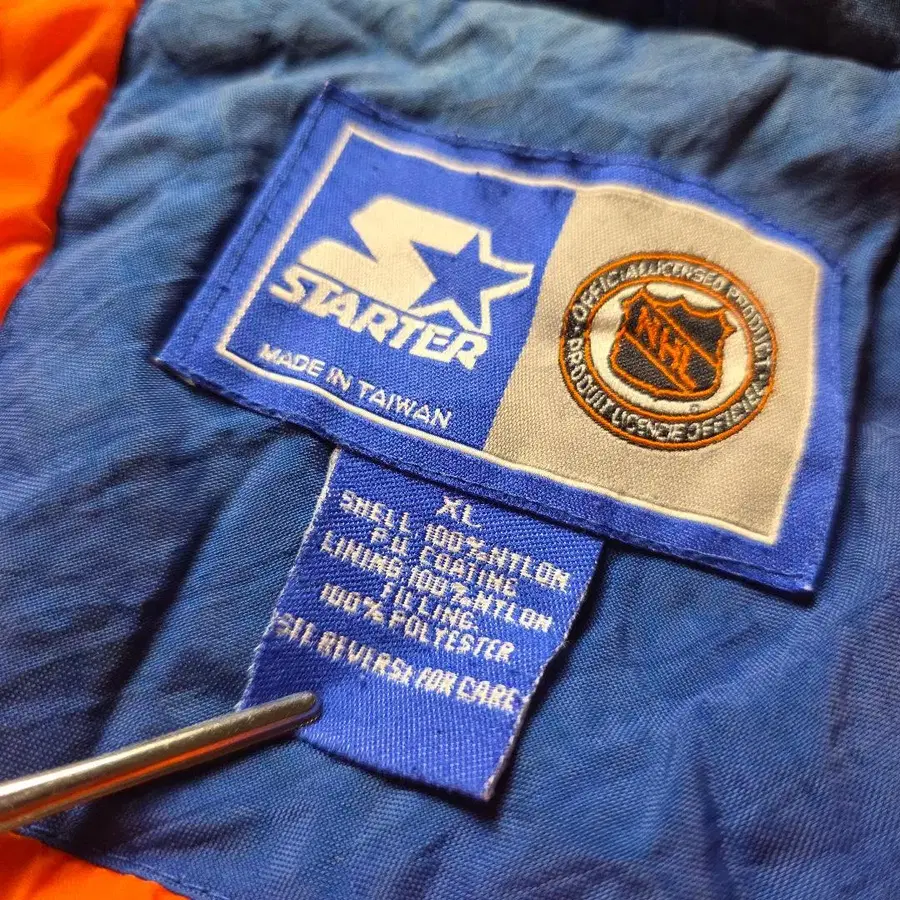 STARTER
MADE IN TAIWAN
OFFICIAL LICENSED PRODUCT
NHL
PRODUIT LICENCIE OFFICIEL
XL
SHELL 100% NYLON
P.U. COATING
LINING 100% NYLON
FILLING
100% POLYESTER
SEE REVERSE FOR CARE